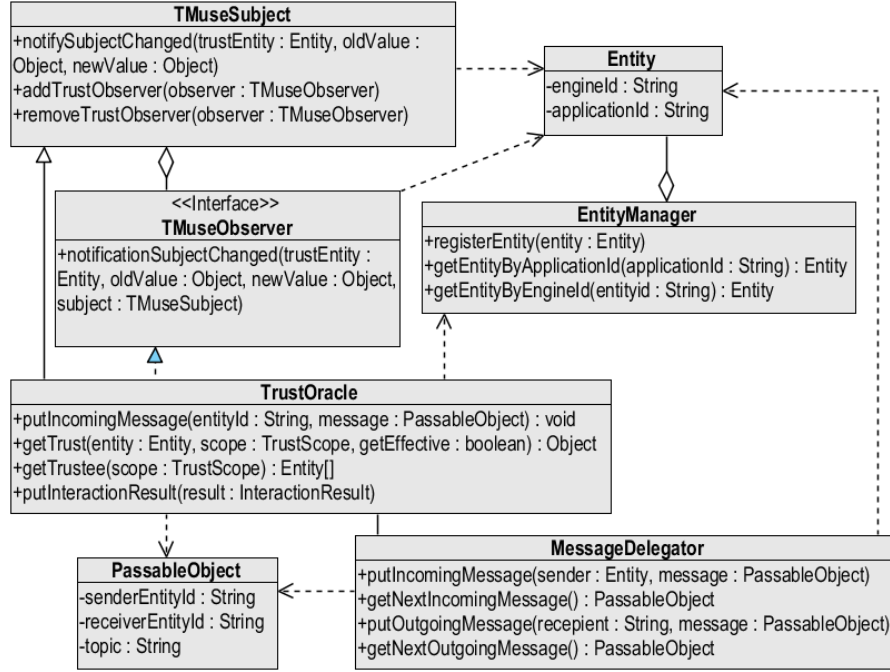 TMuseSubject
+notifySubjectChanged(trustEntity : Entity, oldValue :
Object, newValue : Object)
+addTrustObserver(observer : TMuseObserver)
+removeTrustObserver(observer : TMuseObserver)
Entity
-engineId : String
-applicationId : String
<<Interface>>
TMuseObserver
+notificationSubjectChanged(trustEntity :
Entity, oldValue : Object, newValue : Object,
subject : TMuseSubject)
EntityManager
+registerEntity(entity : Entity)
+getEntityByApplicationId(applicationId : String) : Entity
+getEntityByEngineId(entityid : String) : Entity
TrustOracle
+putIncomingMessage(entityId : String, message : PassableObject) : void
+getTrust(entity : Entity, scope : TrustScope, getEffective : boolean) : Object
+getTrustee(scope : TrustScope) : Entity[]
+putInteractionResult(result : InteractionResult)
PassableObject
-senderEntityId : String
-receiverEntityId : String
-topic : String
MessageDelegator
+putIncomingMessage(sender : Entity, message : PassableObject)
+getNextIncomingMessage() : PassableObject
+putOutgoingMessage(recepient : String, message : PassableObject)
+getNextOutgoingMessage() : PassableObject